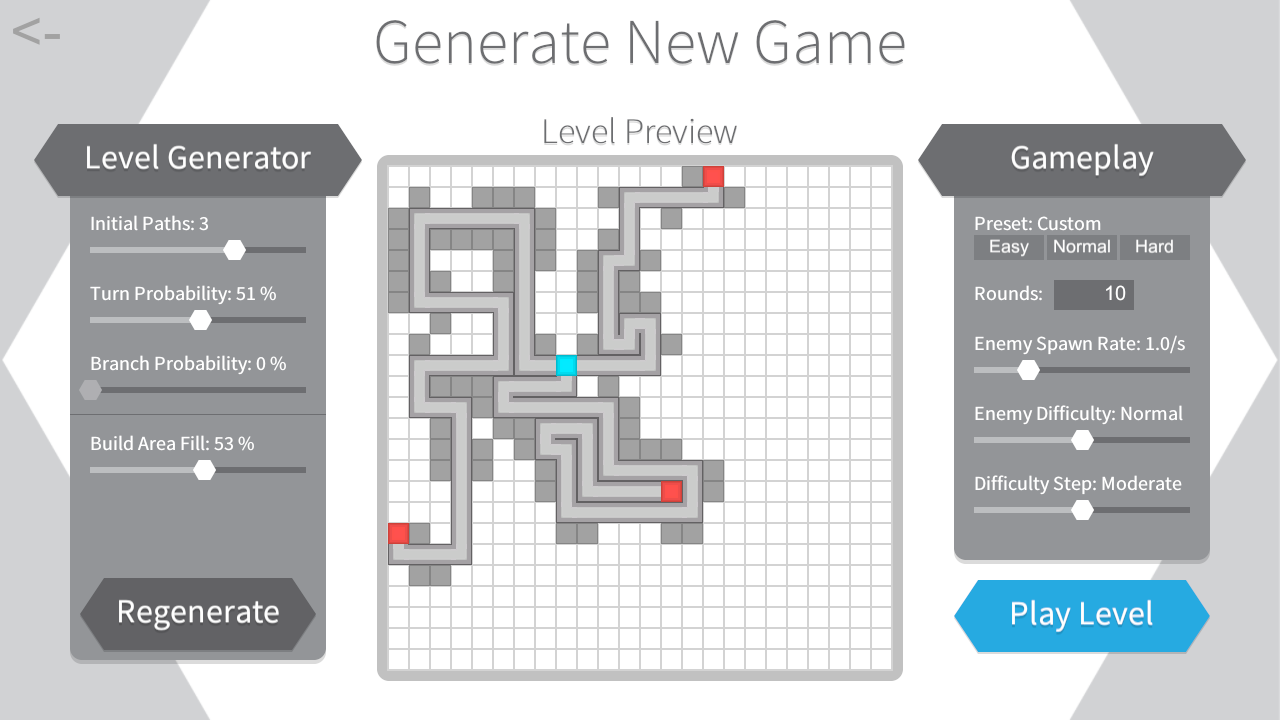 <-
Generate New Game
Level Generator
Initial Paths: 3
Turn Probability: 51 %
Branch Probability: 0 %
Build Area Fill: 53 %
Regenerate
Level Preview
Gameplay
Preset: Custom
Easy Normal Hard
Rounds: 10
Enemy Spawn Rate: 1.0/s
Enemy Difficulty: Normal
Difficulty Step: Moderate
Play Level